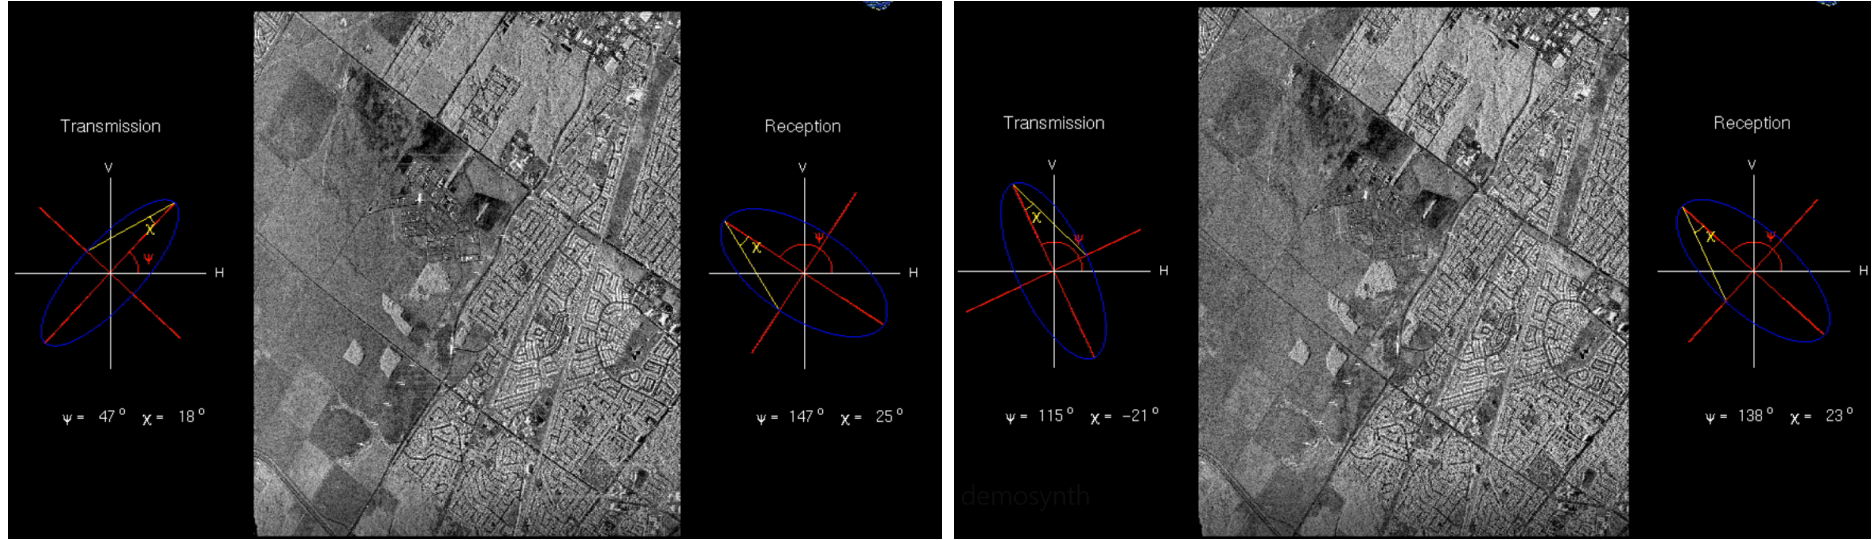 Transmission
V
χ
ψ
H
ψ = 47° χ = 18°
Reception
V
ψ
χ
H
ψ = 147° χ = 25°
Transmission
V
χ
ψ
H
ψ = 115° χ = -21°
demosynth
Reception
V
ψ
χ
H
ψ = 138° χ = 23°